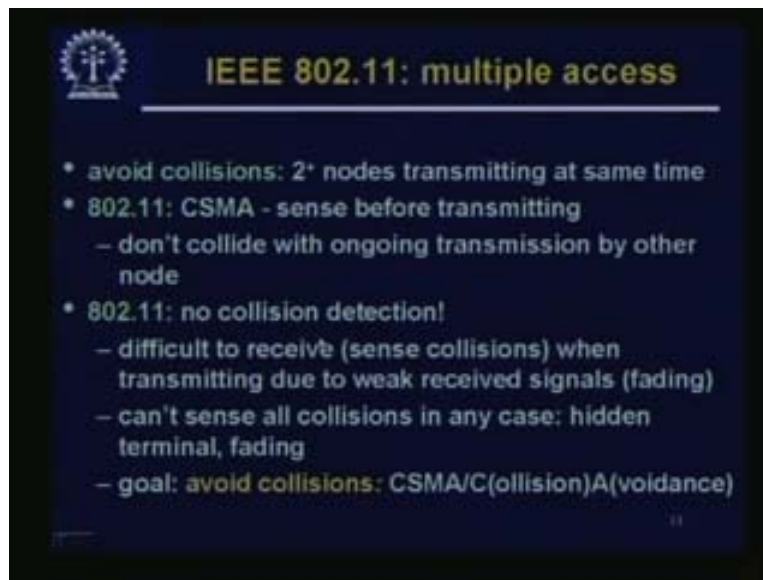 IEEE 802.11: multiple access
• avoid collisions: 2⁺ nodes transmitting at same time
• 802.11: CSMA - sense before transmitting
– don't collide with ongoing transmission by other
node
• 802.11: no collision detection!
– difficult to receive (sense collisions) when
transmitting due to weak received signals (fading)
– can't sense all collisions in any case: hidden
terminal, fading
– goal: avoid collisions: CSMA/C(ollision)A(voidance)